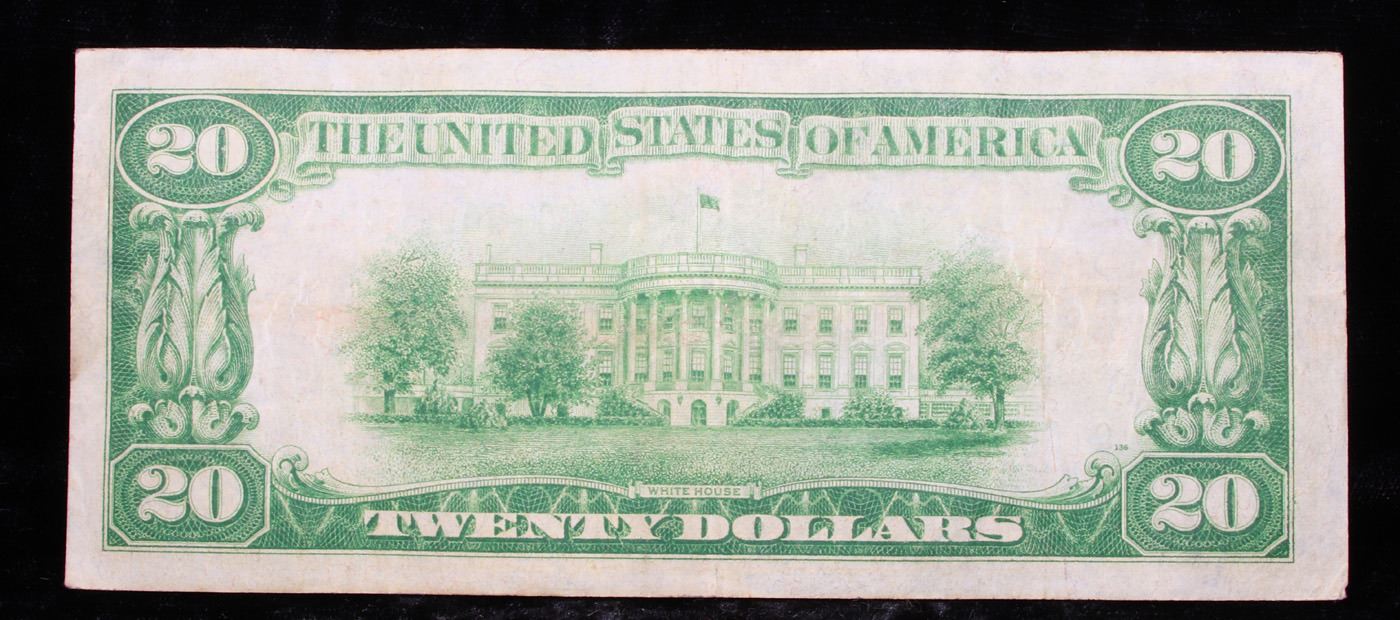 20 THE UNITED STATES OF AMERICA 20
136
WHITE HOUSE
20 TWENTY DOLLARS 20